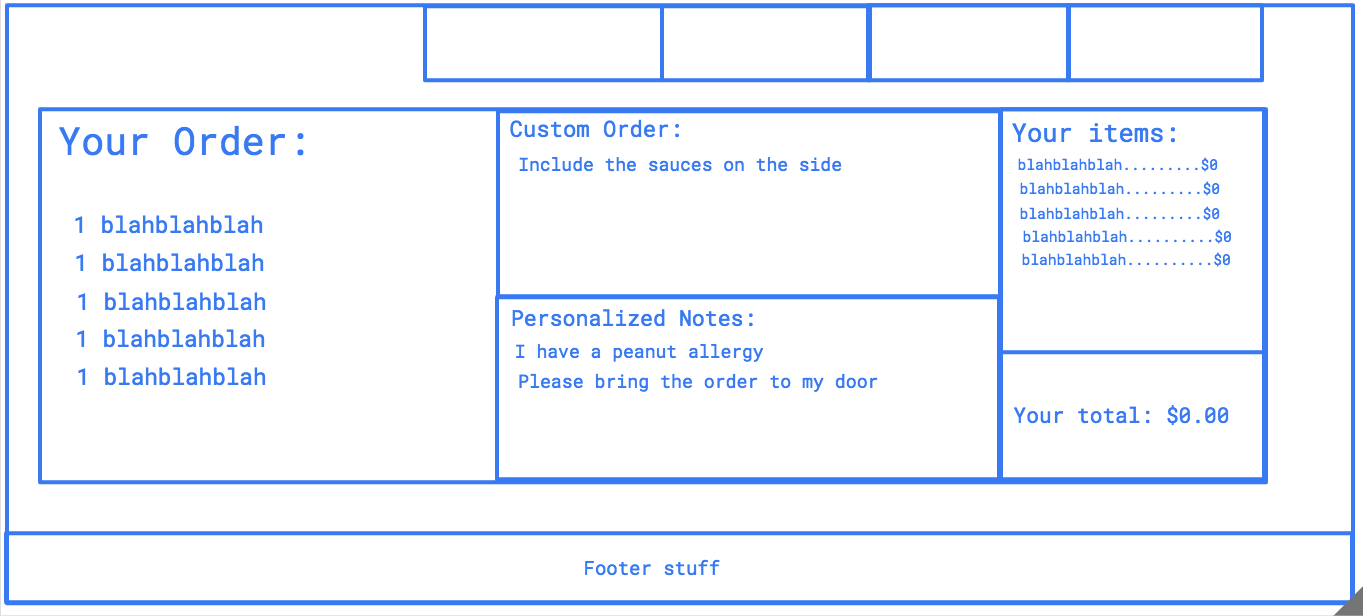 Your Order:
1 blahblahblah
1 blahblahblah
1 blahblahblah
1 blahblahblah
1 blahblahblah
Custom Order:
Include the sauces on the side
Personalized Notes:
I have a peanut allergy
Please bring the order to my door
Your items:
blahblahblah.........$0
blahblahblah.........$0
blahblahblah.........$0
blahblahblah..........$0
blahblahblah..........$0
Your total: $0.00
Footer stuff